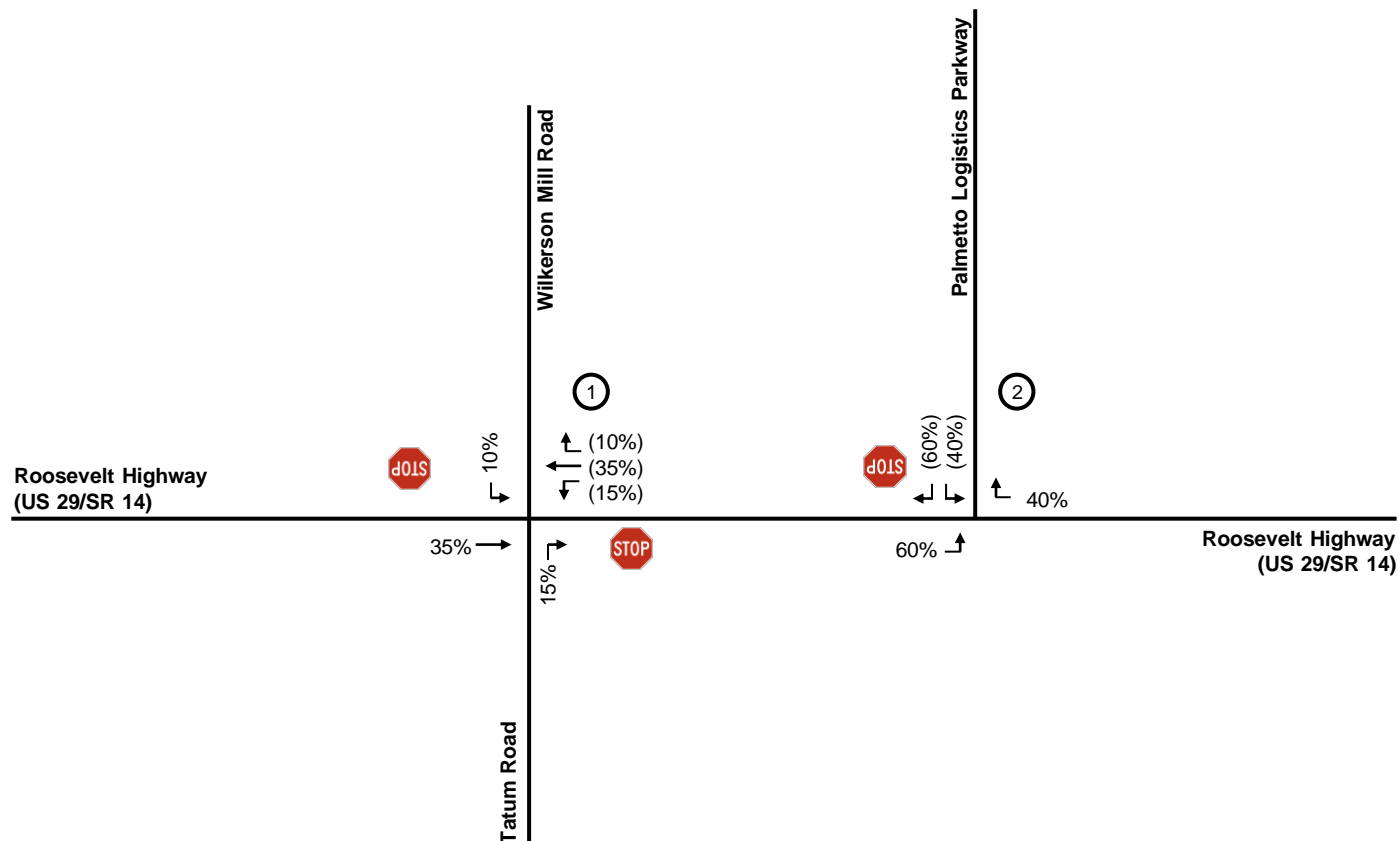 Palmetto Logistics Parkway
Wilkerson Mill Road
1
2
10%
(10%)
(35%)
(15%)
STOP
STOP
(60%)
(40%)
40%
Roosevelt Highway
(US 29/SR 14)
35%
15%
STOP
60%
Roosevelt Highway
(US 29/SR 14)
Tatum Road